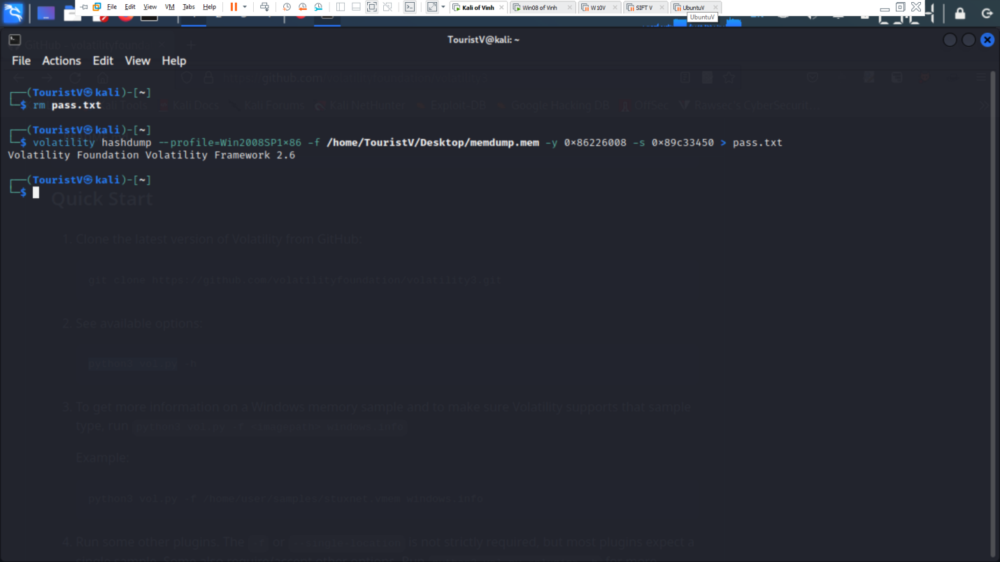 File Edit View VM Tabs Help Kali of Vinh Win08 of Vinh W10V SIFT V UbuntuV
UbuntuV
TouristV@kali: ~
File Actions Edit View Help
github.com
Kali Tools Kali Docs Kali Forums Kali NetHunter Exploit-DB Google Hacking DB OffSec Rawsec's CyberSecurit...
┌──(TouristV㉿kali)-[~]
└─$ rm pass.txt
┌──(TouristV㉿kali)-[~]
└─$ volatility hashdump --profile=Win2008SP1×86 -f /home/TouristV/Desktop/memdump.mem -y 0×86226008 -s 0×89c33450 > pass.txt
Volatility Foundation Volatility Framework 2.6
┌──(TouristV㉿kali)-[~]
└─$
Quick Start
1. Clone the latest version of Volatility from GitHub:
git clone https://github.com/volatilityfoundation/volatility3.git
2. See available options:
python3 vol.py -h
3. To get more information on a Windows memory sample and to make sure Volatility supports that sample
type, run python3 vol.py -f <imagepath> windows.info
Example:
python3 vol.py -f /home/user/samples/stuxnet.vmem windows.info
4. Run some other plugins. The -f or --single-location is not strictly required, but most plugins expect a